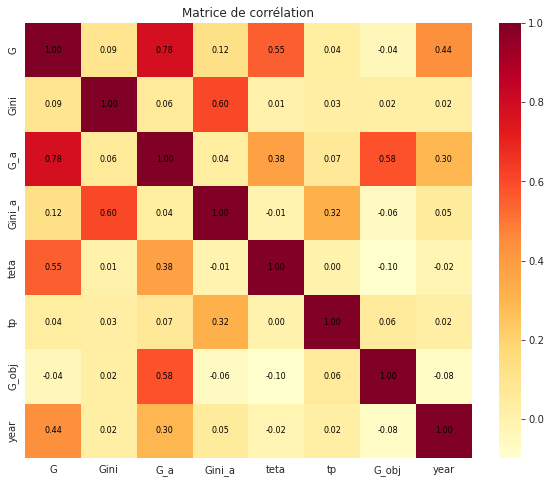 Matrice de corrélation
G 1.00 0.09 0.78 0.12 0.55 0.04 -0.04 0.44
Gini 0.09 1.00 0.06 0.60 0.01 0.03 0.02 0.02
G_a 0.78 0.06 1.00 0.04 0.38 0.07 0.58 0.30
Gini_a 0.12 0.60 0.04 1.00 -0.01 0.32 -0.06 0.05
teta 0.55 0.01 0.38 -0.01 1.00 0.00 -0.10 -0.02
tp 0.04 0.03 0.07 0.32 0.00 1.00 0.06 0.02
G_obj -0.04 0.02 0.58 -0.06 -0.10 0.06 1.00 -0.08
year 0.44 0.02 0.30 0.05 -0.02 0.02 -0.08 1.00
G Gini G_a Gini_a teta tp G_obj year
1.0
0.8
0.6
0.4
0.2
0.0